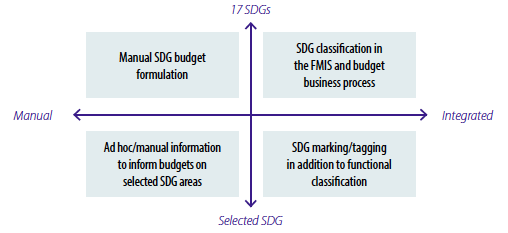 17 SDGs
Manual SDG budget
formulation
SDG classification in
the FMIS and budget
business process
Manual
Integrated
Ad hoc/manual information
to inform budgets on
selected SDG areas
SDG marking/tagging
in addition to functional
classification
Selected SDG